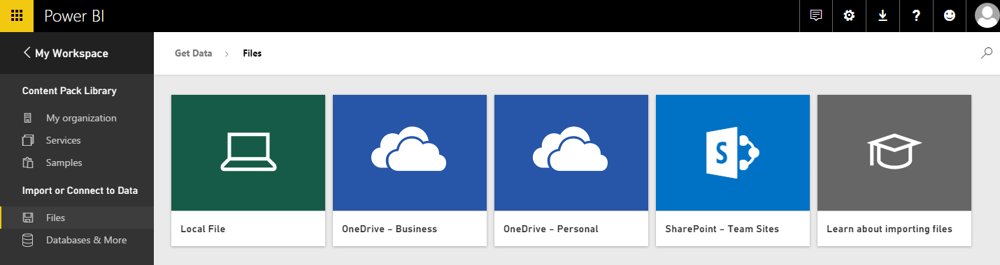 Power BI
?
My Workspace
Get Data > Files
Content Pack Library
My organization
Services
Samples
Import or Connect to Data
Files
Databases & More
S
Local File
OneDrive – Business
OneDrive – Personal
SharePoint – Team Sites
Learn about importing files